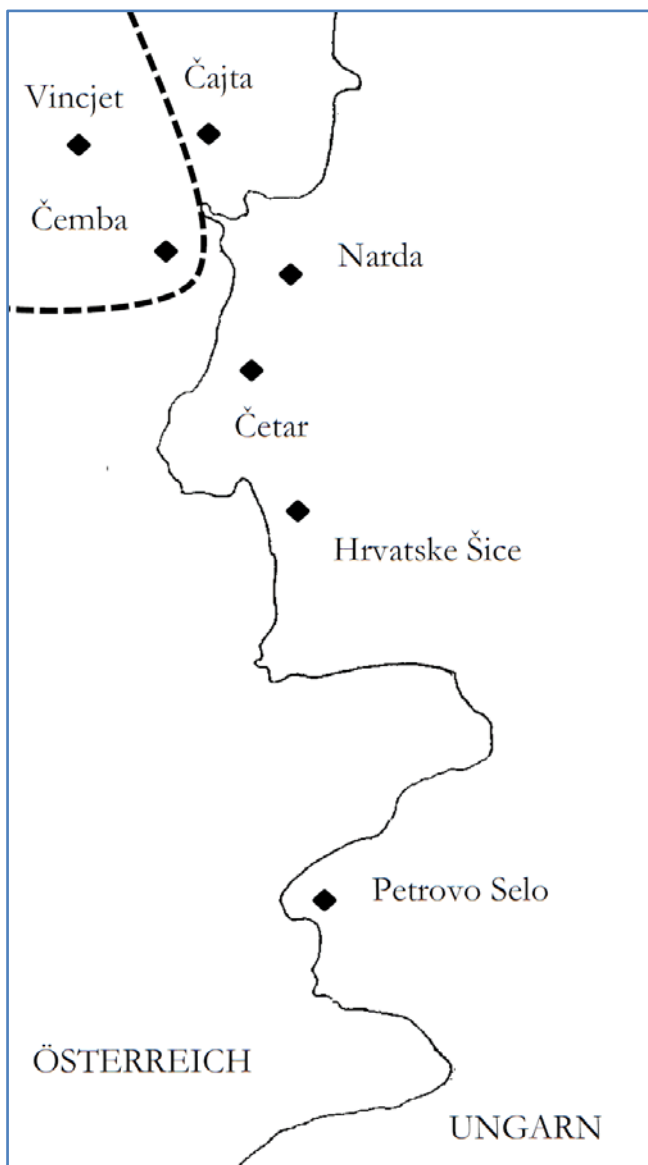 Čajta
Vincjet
Čemba
Narda
Četar
Hrvatske Šice
Petrovo Selo
ÖSTERREICH
UNGARN